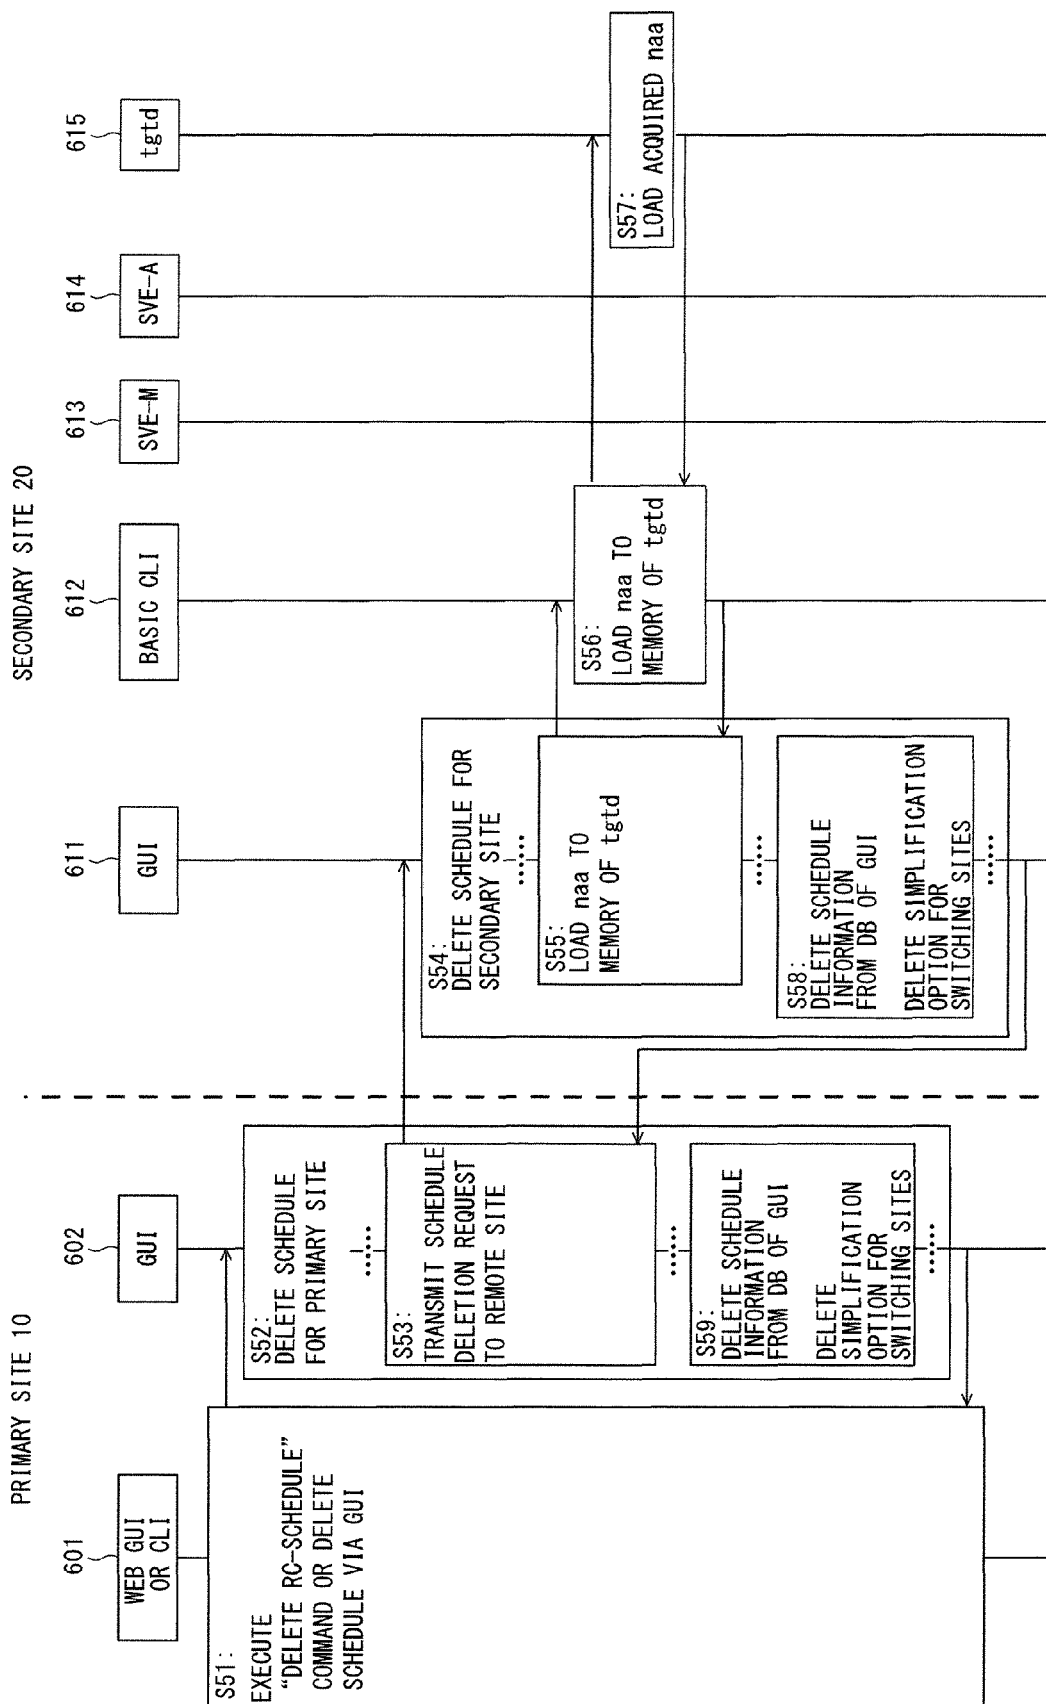 PRIMARY SITE 10
SECONDARY SITE 20
601
WEB GUI
OR CLI
602
GUI
611
GUI
612
BASIC CLI
613
SVE-M
614
SVE-A
615
tgtd
S51:
EXECUTE
"DELETE RC-SCHEDULE"
COMMAND OR DELETE
SCHEDULE VIA GUI
S52:
DELETE SCHEDULE
FOR PRIMARY SITE
S53:
TRANSMIT SCHEDULE
DELETION REQUEST
TO REMOTE SITE
S59:
DELETE SCHEDULE
INFORMATION
FROM DB OF GUI
DELETE
SIMPLIFICATION
OPTION FOR
SWITCHING SITES
S54:
DELETE SCHEDULE FOR
SECONDARY SITE
S55:
LOAD naa TO
MEMORY OF tgtd
S58:
DELETE SCHEDULE
INFORMATION
FROM DB OF GUI
DELETE SIMPLIFICATION
OPTION FOR
SWITCHING SITES
S56:
LOAD naa TO
MEMORY OF tgtd
S57:
LOAD ACQUIRED naa